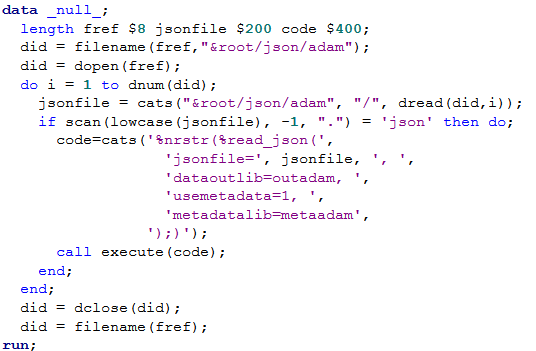 data _null_;
  length fref $8 jsonfile $200 code $400;
  did = filename(fref,"&root/json/adam");
  did = dopen(fref);
  do i = 1 to dnum(did);
    jsonfile = cats("&root/json/adam", "/", dread(did,i));
    if scan(lowcase(jsonfile), -1, ".") = 'json' then do;
      code=cats('%nrstr(%read_json(',
                 'jsonfile=', jsonfile, ', ',
                 'dataoutlib=outadam, ',
                 'usemetadata=1, ',
                 'metadatalib=metaadam',
               ');)');
      call execute(code);
    end;
  end;
  did = dclose(did);
  did = filename(fref);
run;